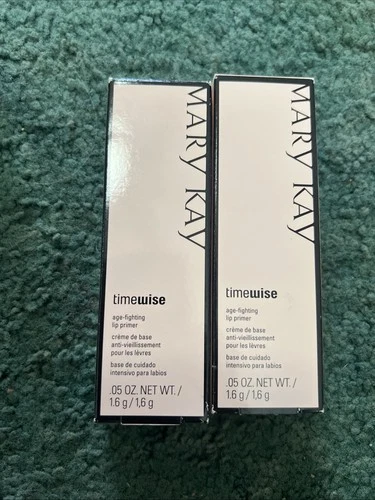 MARY KAY
timewise
age-fighting
lip primer
crème de base
anti-vieillissement
pour les lèvres
base de cuidado
intensivo para labios
.05 OZ. NET WT. /
1.6 g / 1,6 g
MARY KAY
timewise
age-fighting
lip primer
crème de base
anti-vieillissement
pour les lèvres
base de cuidado
intensivo para labios
.05 OZ. NET WT. /
1.6 g / 1,6 g